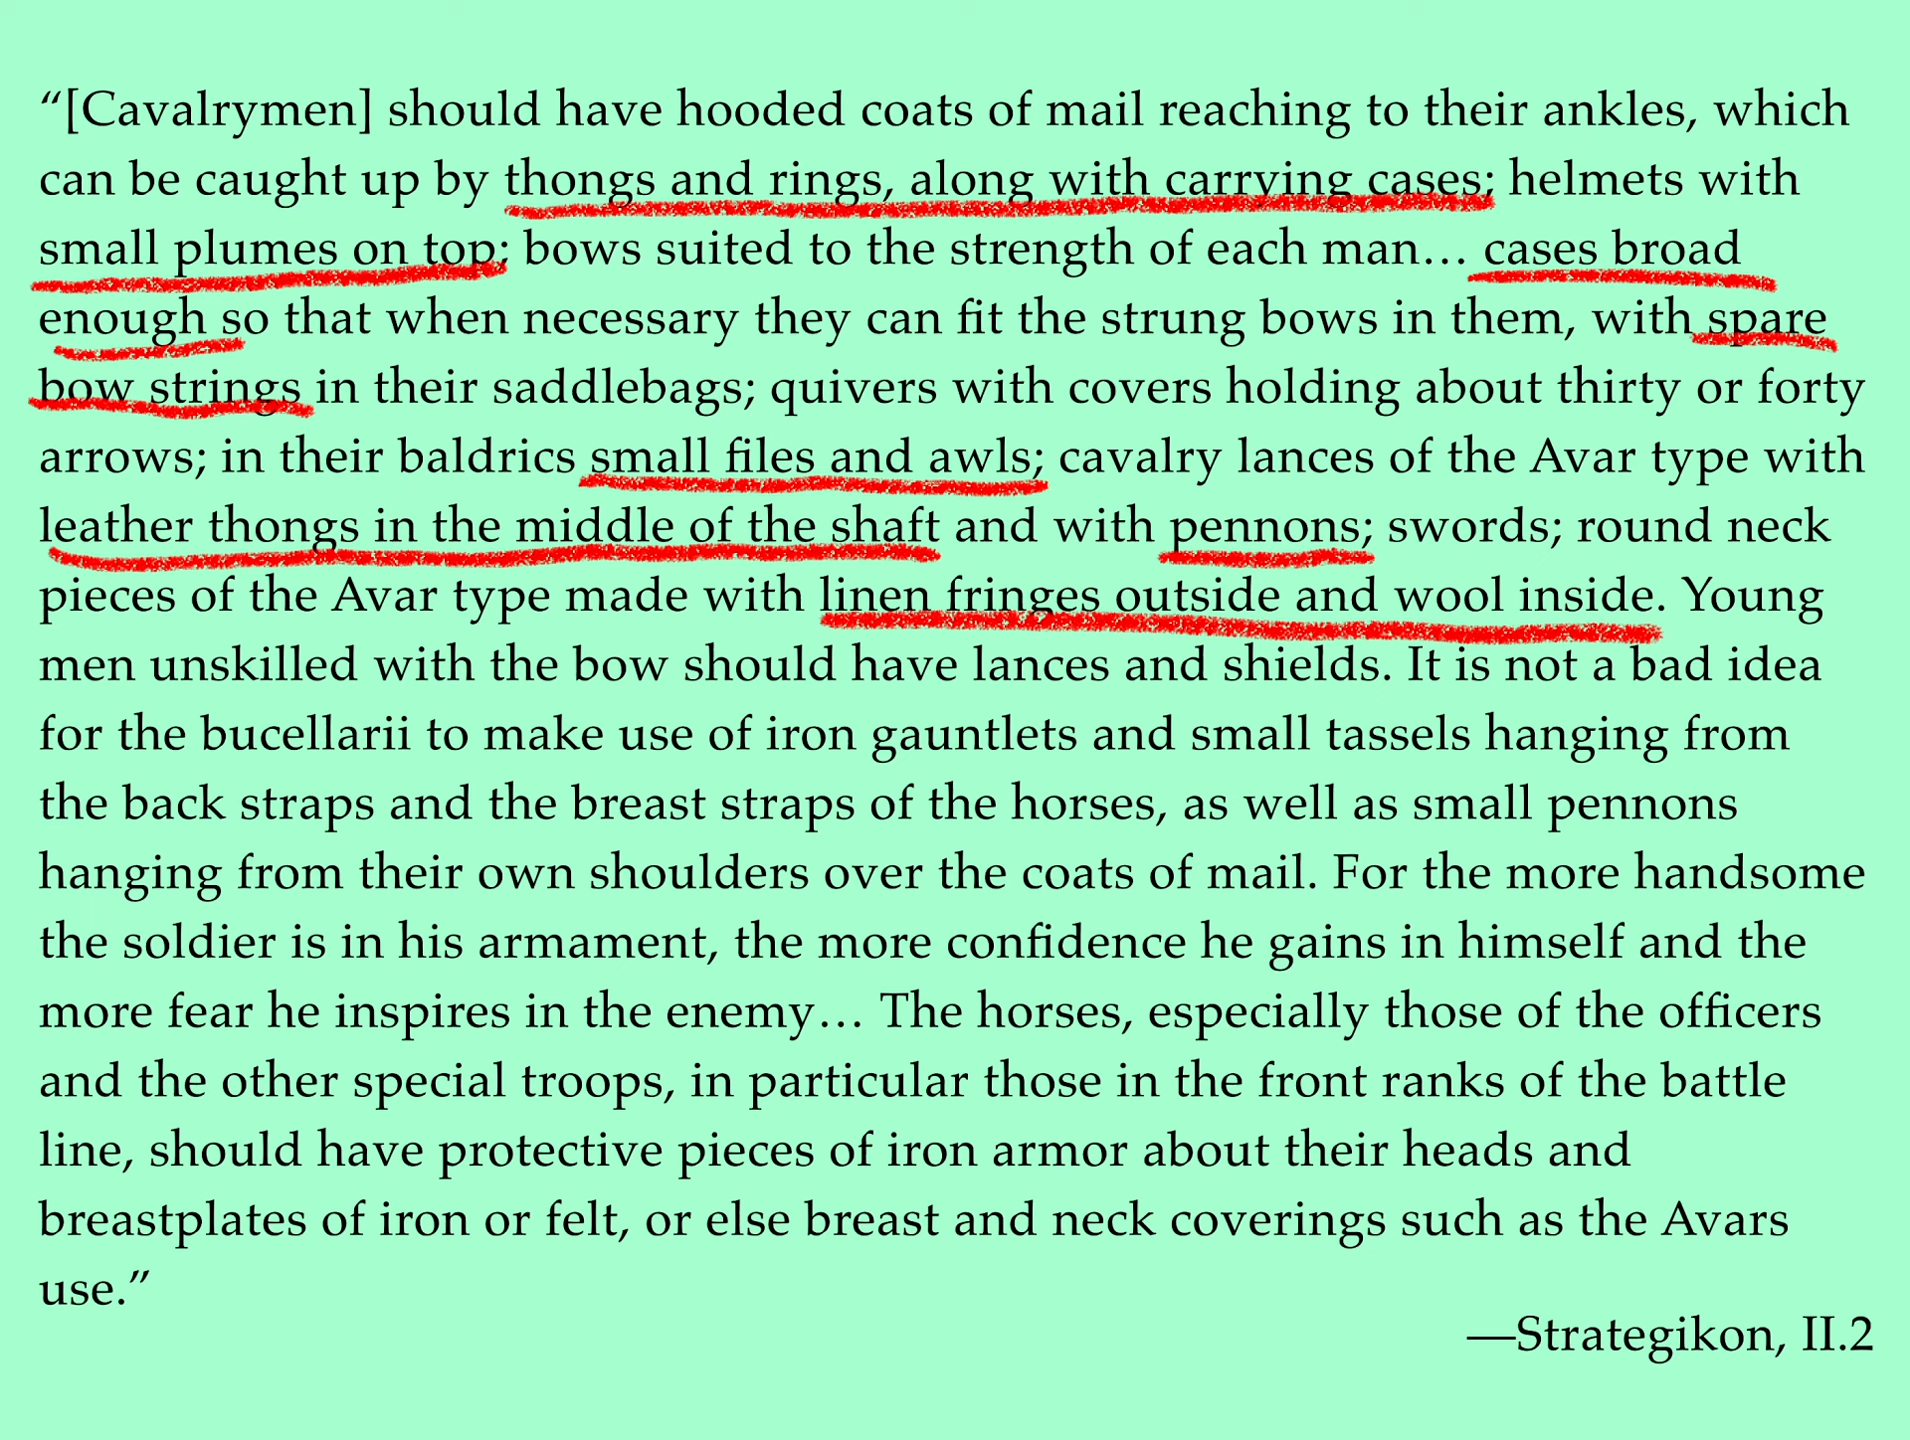 “[Cavalrymen] should have hooded coats of mail reaching to their ankles, which
can be caught up by thongs and rings, along with carrying cases; helmets with
small plumes on top; bows suited to the strength of each man… cases broad
enough so that when necessary they can fit the strung bows in them, with spare
bow strings in their saddlebags; quivers with covers holding about thirty or forty
arrows; in their baldrics small files and awls; cavalry lances of the Avar type with
leather thongs in the middle of the shaft and with pennons; swords; round neck
pieces of the Avar type made with linen fringes outside and wool inside. Young
men unskilled with the bow should have lances and shields. It is not a bad idea
for the bucellarii to make use of iron gauntlets and small tassels hanging from
the back straps and the breast straps of the horses, as well as small pennons
hanging from their own shoulders over the coats of mail. For the more handsome
the soldier is in his armament, the more confidence he gains in himself and the
more fear he inspires in the enemy… The horses, especially those of the officers
and the other special troops, in particular those in the front ranks of the battle
line, should have protective pieces of iron armor about their heads and
breastplates of iron or felt, or else breast and neck coverings such as the Avars
use.”
—Strategikon, II.2